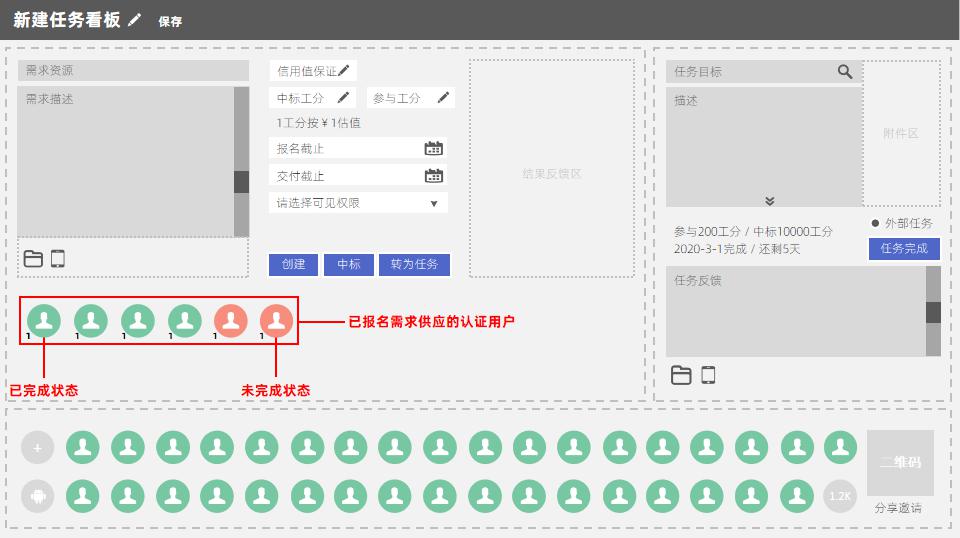 新建任务看板 保存
需求资源
需求描述
信用值保证
中标工分 参与工分
1工分按￥1估值
报名截止
交付截止
请选择可见权限
创建 中标 转为任务
结果反馈区
任务目标
描述
附件区
参与200工分 / 中标10000工分
2020-3-1完成 / 还剩5天
外部任务
任务完成
任务反馈
1 1 1 1 1 1
已报名需求供应的认证用户
已完成状态 未完成状态
+
1.2K
二维码
分享邀请